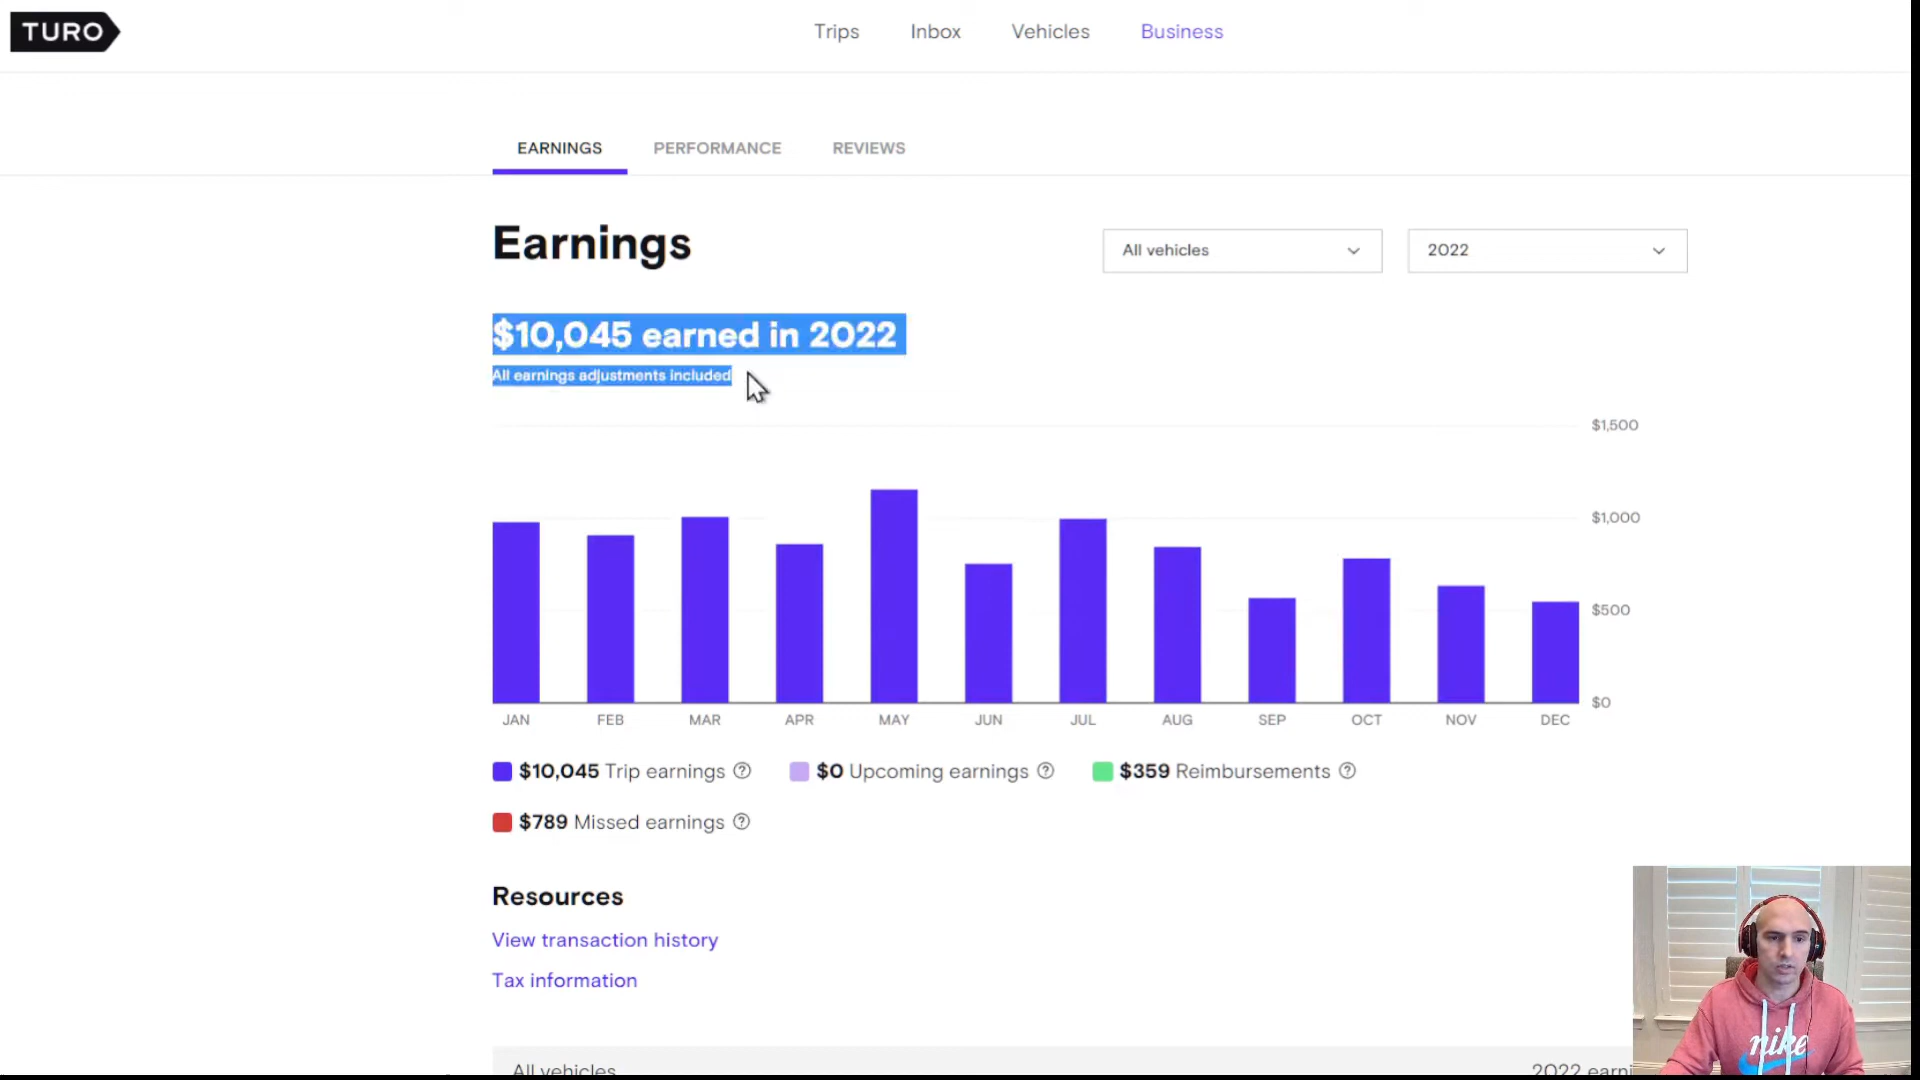 TURO
Trips Inbox Vehicles Business
EARNINGS PERFORMANCE REVIEWS
Earnings
All vehicles 2022
$10,045 earned in 2022
All earnings adjustments included
$1,500
$1,000
$500
$0
JAN FEB MAR APR MAY JUN JUL AUG SEP OCT NOV DEC
$10,045 Trip earnings $0 Upcoming earnings $359 Reimbursements
$789 Missed earnings
Resources
View transaction history
Tax information
All vehicles 2022 earni
nike